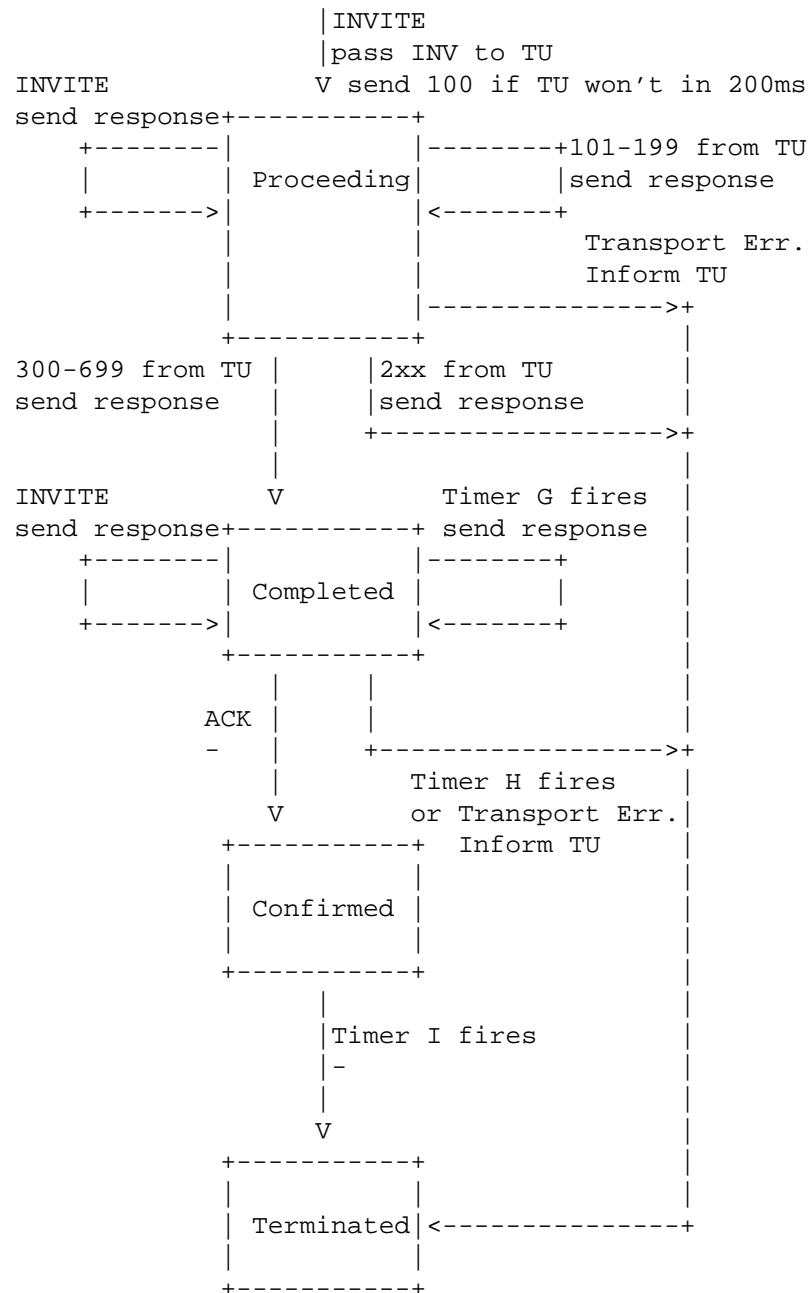 INVITE
pass INV to TU
INVITE V send 100 if TU won't in 200ms
send response
101-199 from TU
Proceeding send response
Transport Err.
Inform TU
300-699 from TU 2xx from TU
send response send response
INVITE V Timer G fires
send response send response
Completed
ACK
-
Timer H fires
V or Transport Err.
Inform TU
Confirmed
Timer I fires
-
V
Terminated